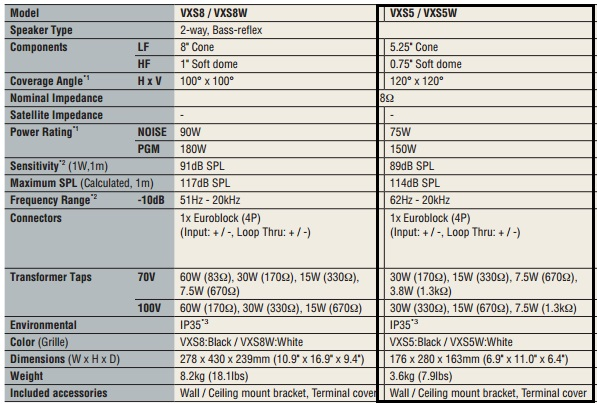 Model VXS8 / VXS8W VXS5 / VXS5W
Speaker Type 2-way, Bass-reflex
Components LF 8" Cone 5.25" Cone
HF 1" Soft dome 0.75" Soft dome
Coverage Angle*1 H x V 100° x 100° 120° x 120°
Nominal Impedance 8Ω
Satellite Impedance - -
Power Rating*1 NOISE 90W 75W
PGM 180W 150W
Sensitivity*2 (1W,1m) 91dB SPL 89dB SPL
Maximum SPL (Calculated, 1m) 117dB SPL 114dB SPL
Frequency Range*2 -10dB 51Hz - 20kHz 62Hz - 20kHz
Connectors 1x Euroblock (4P) 1x Euroblock (4P)
(Input: + / -, Loop Thru: + / -) (Input: + / -, Loop Thru: + / -)
Transformer Taps 70V 60W (83Ω), 30W (170Ω), 15W (330Ω), 30W (170Ω), 15W (330Ω), 7.5W (670Ω),
7.5W (670Ω) 3.8W (1.3kΩ)
100V 60W (170Ω), 30W (330Ω), 15W (670Ω) 30W (330Ω), 15W (670Ω), 7.5W (1.3kΩ)
Environmental IP35*3 IP35*3
Color (Grille) VXS8:Black / VXS8W:White VXS5:Black / VXS5W:White
Dimensions (W x H x D) 278 x 430 x 239mm (10.9" x 16.9" x 9.4") 176 x 280 x 163mm (6.9" x 11.0" x 6.4")
Weight 8.2kg (18.1lbs) 3.6kg (7.9lbs)
Included accessories Wall / Ceiling mount bracket, Terminal cover Wall / Ceiling mount bracket, Terminal cover